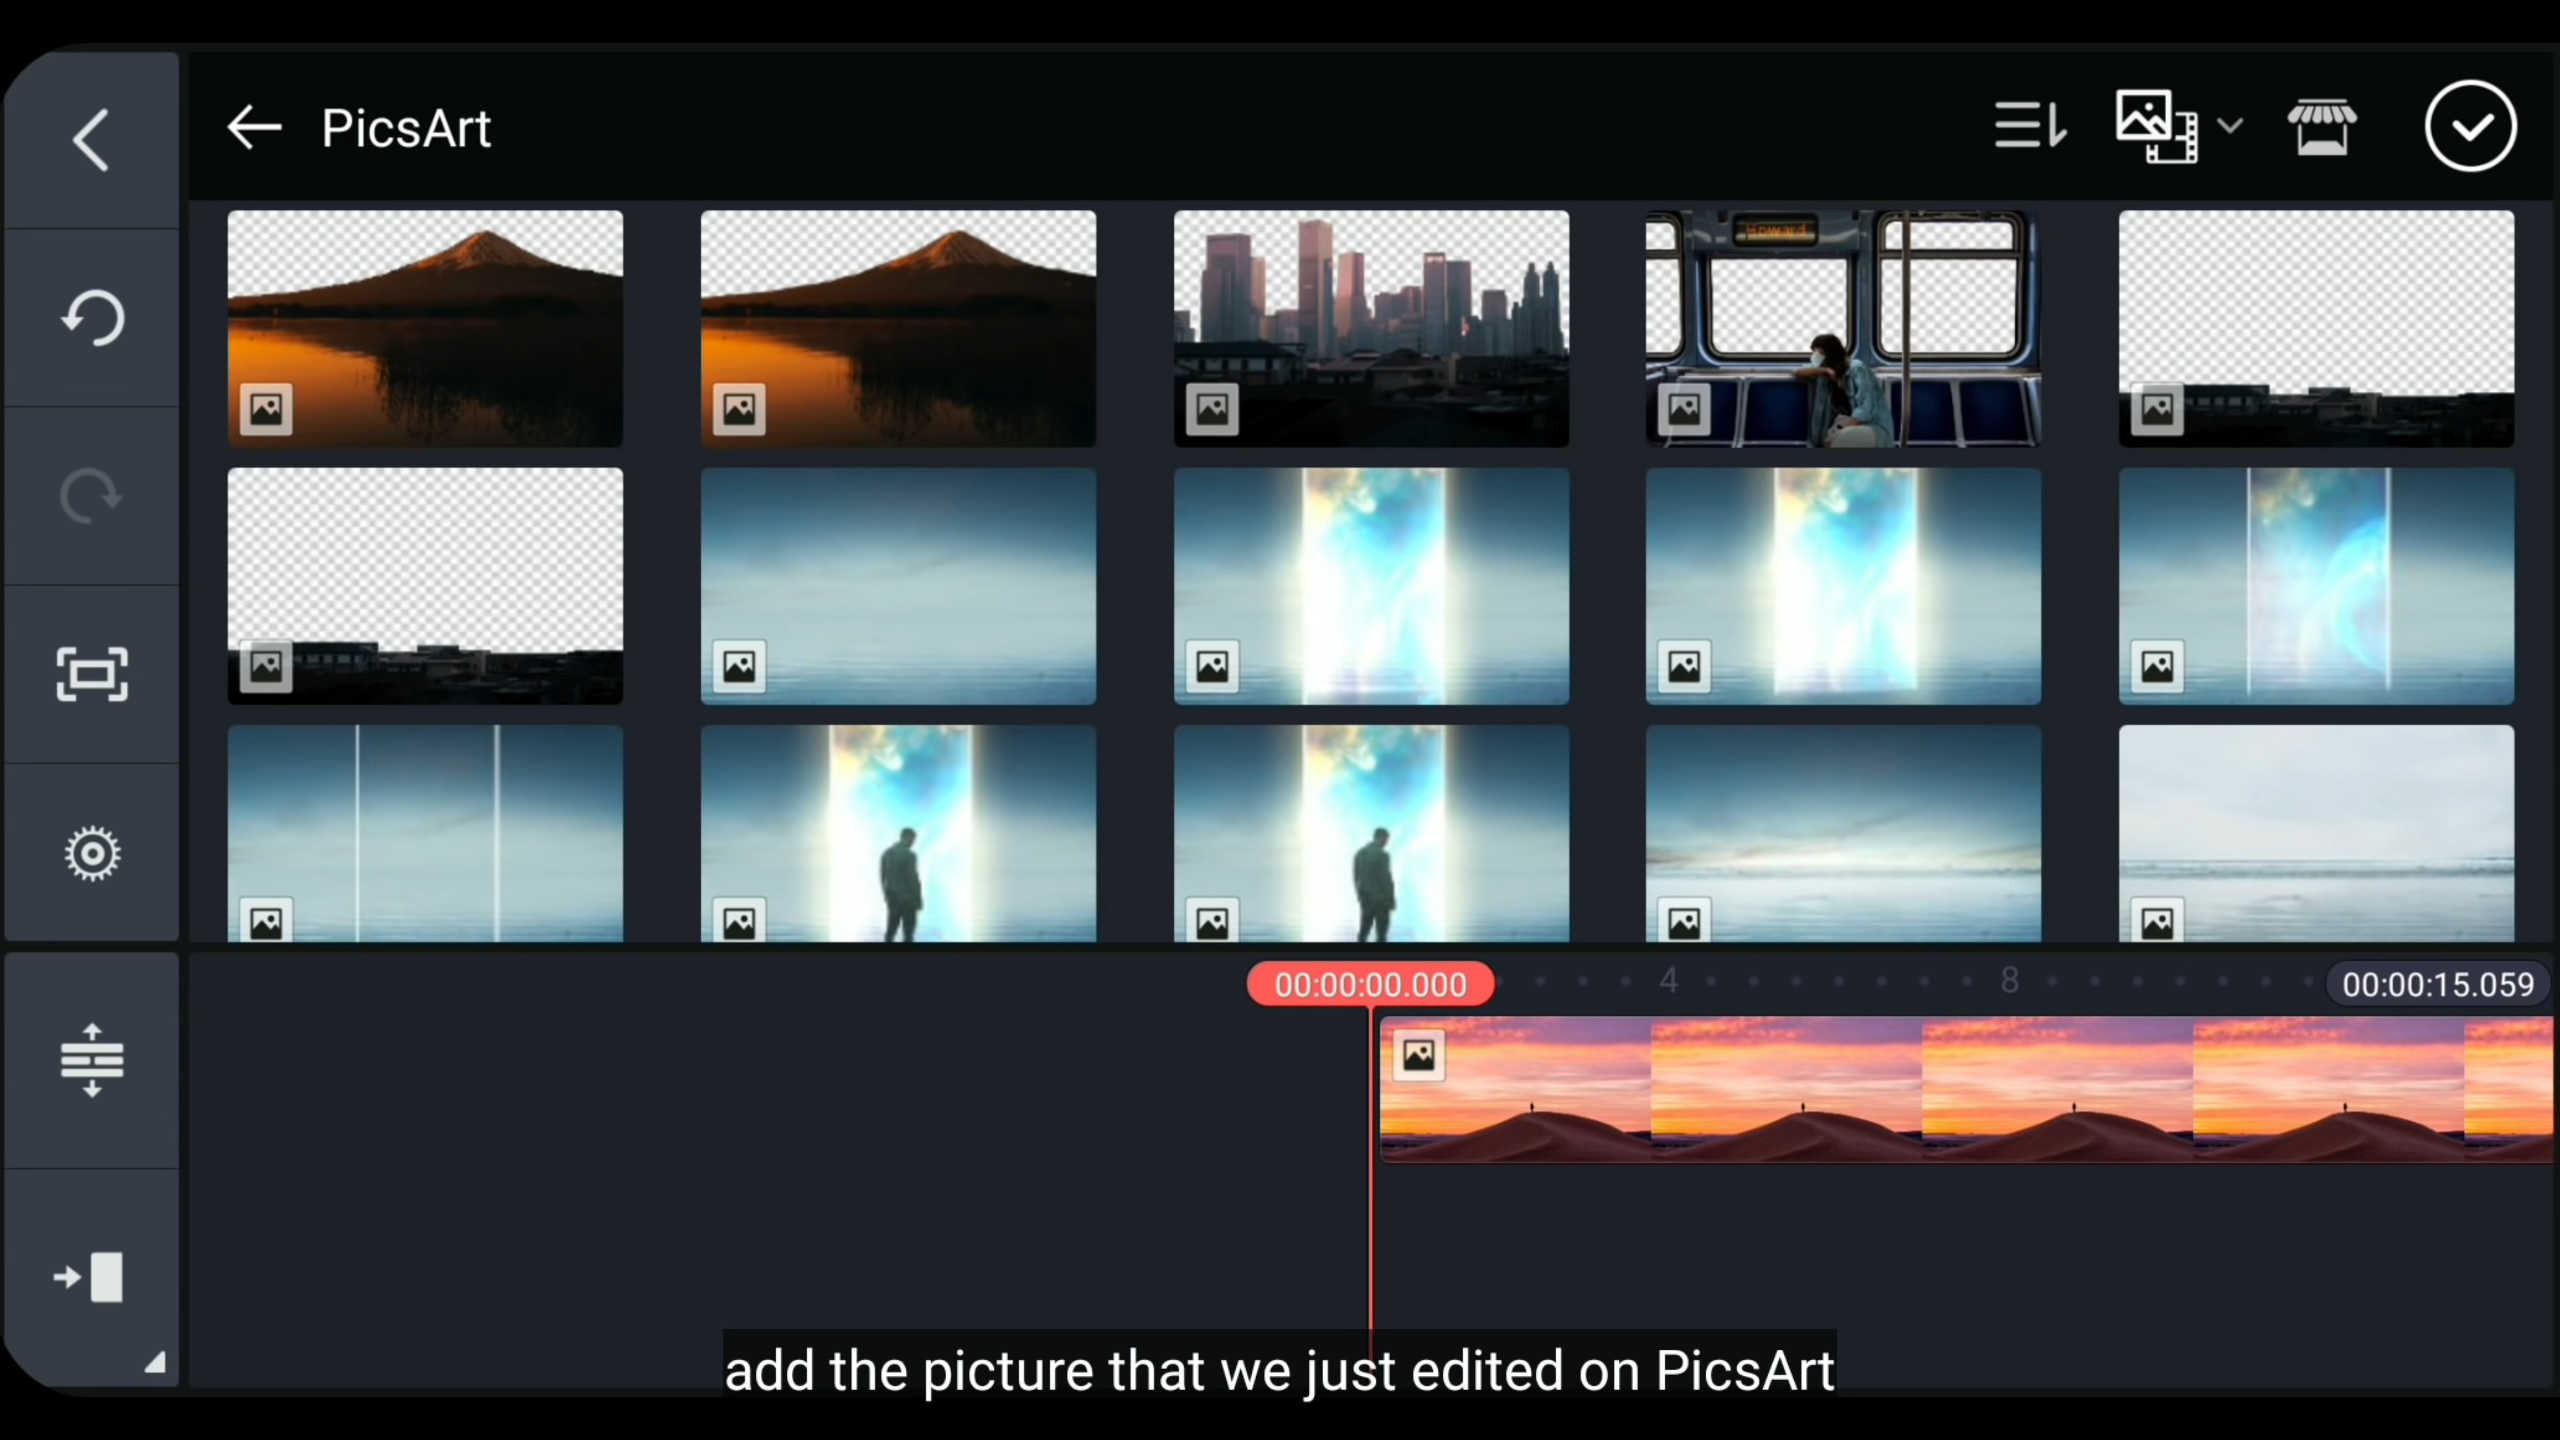 PicsArt
Howard
00:00:00.000
4
8
00:00:15.059
add the picture that we just edited on PicsArt